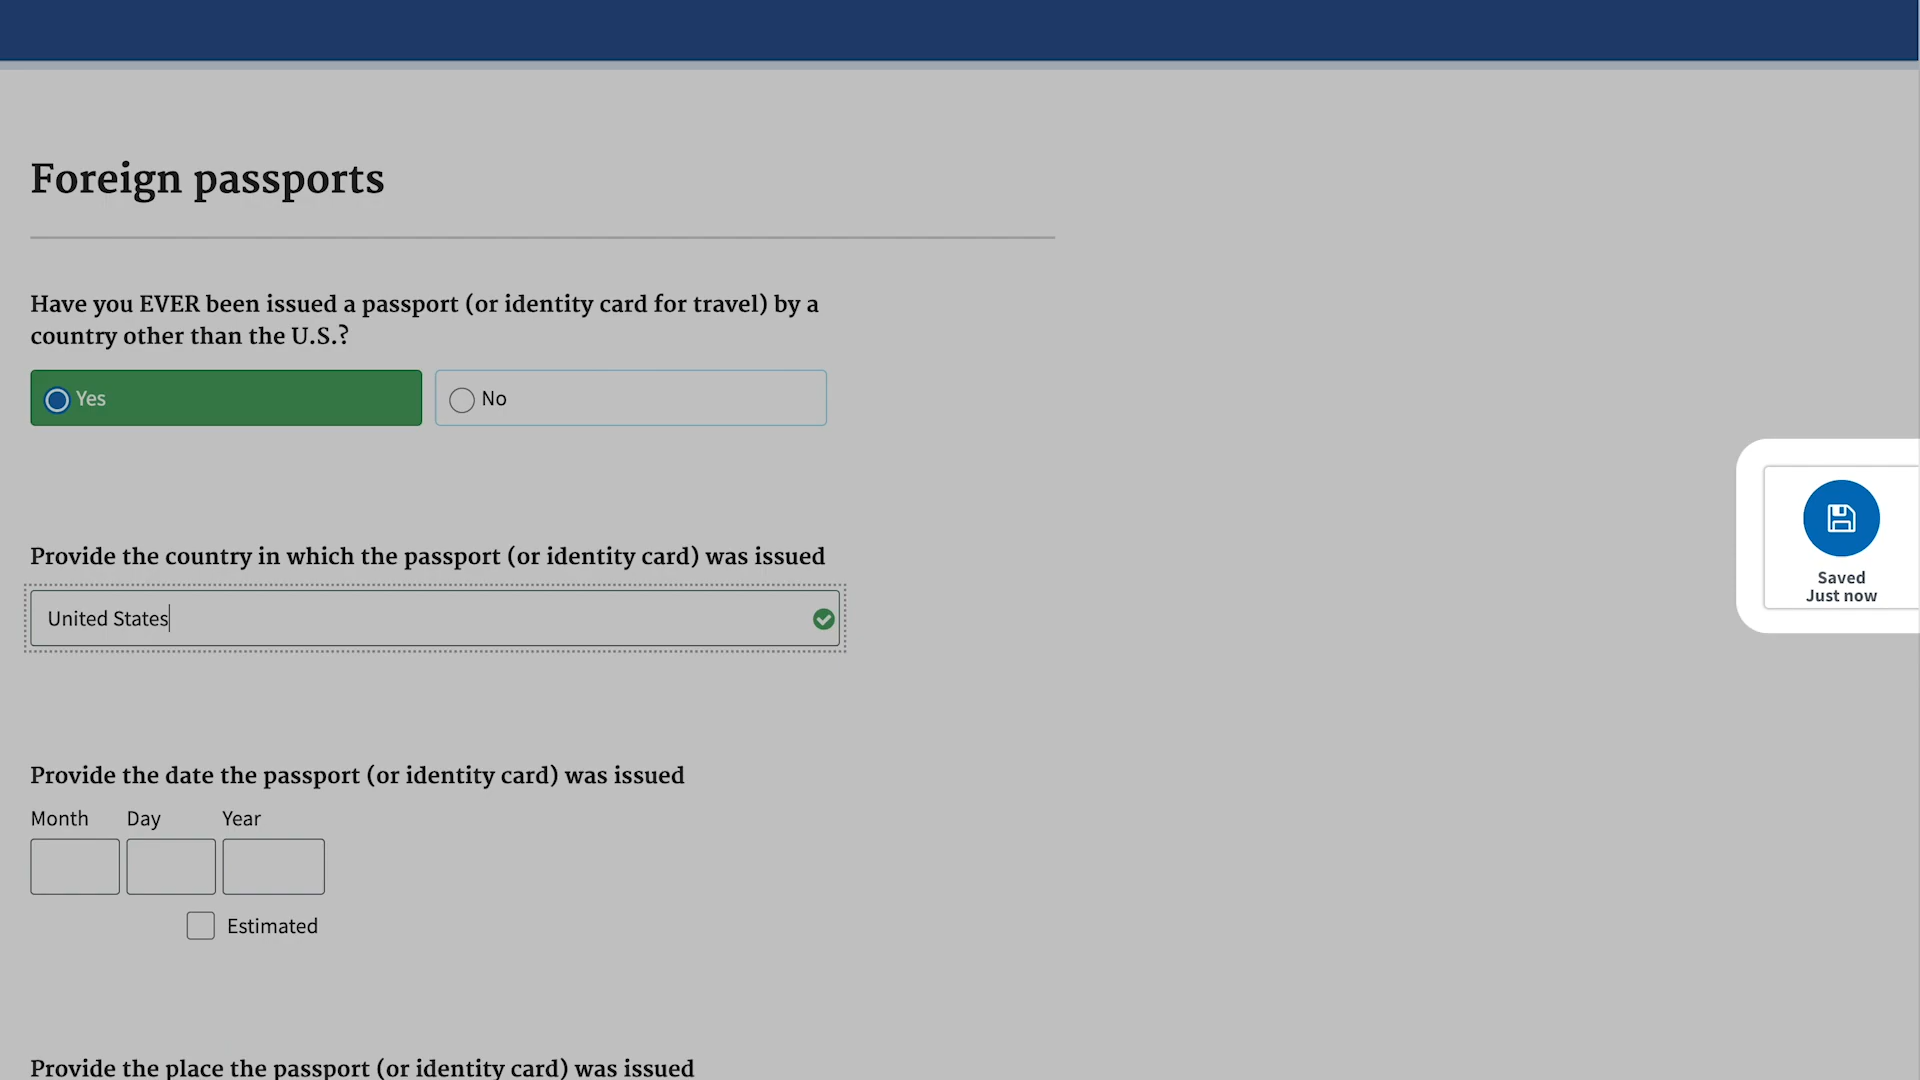 Foreign passports
Have you EVER been issued a passport (or identity card for travel) by a
country other than the U.S.?
Yes
No
Provide the country in which the passport (or identity card) was issued
United States
Saved
Just now
Provide the date the passport (or identity card) was issued
Month Day Year
Estimated
Provide the place the passport (or identity card) was issued